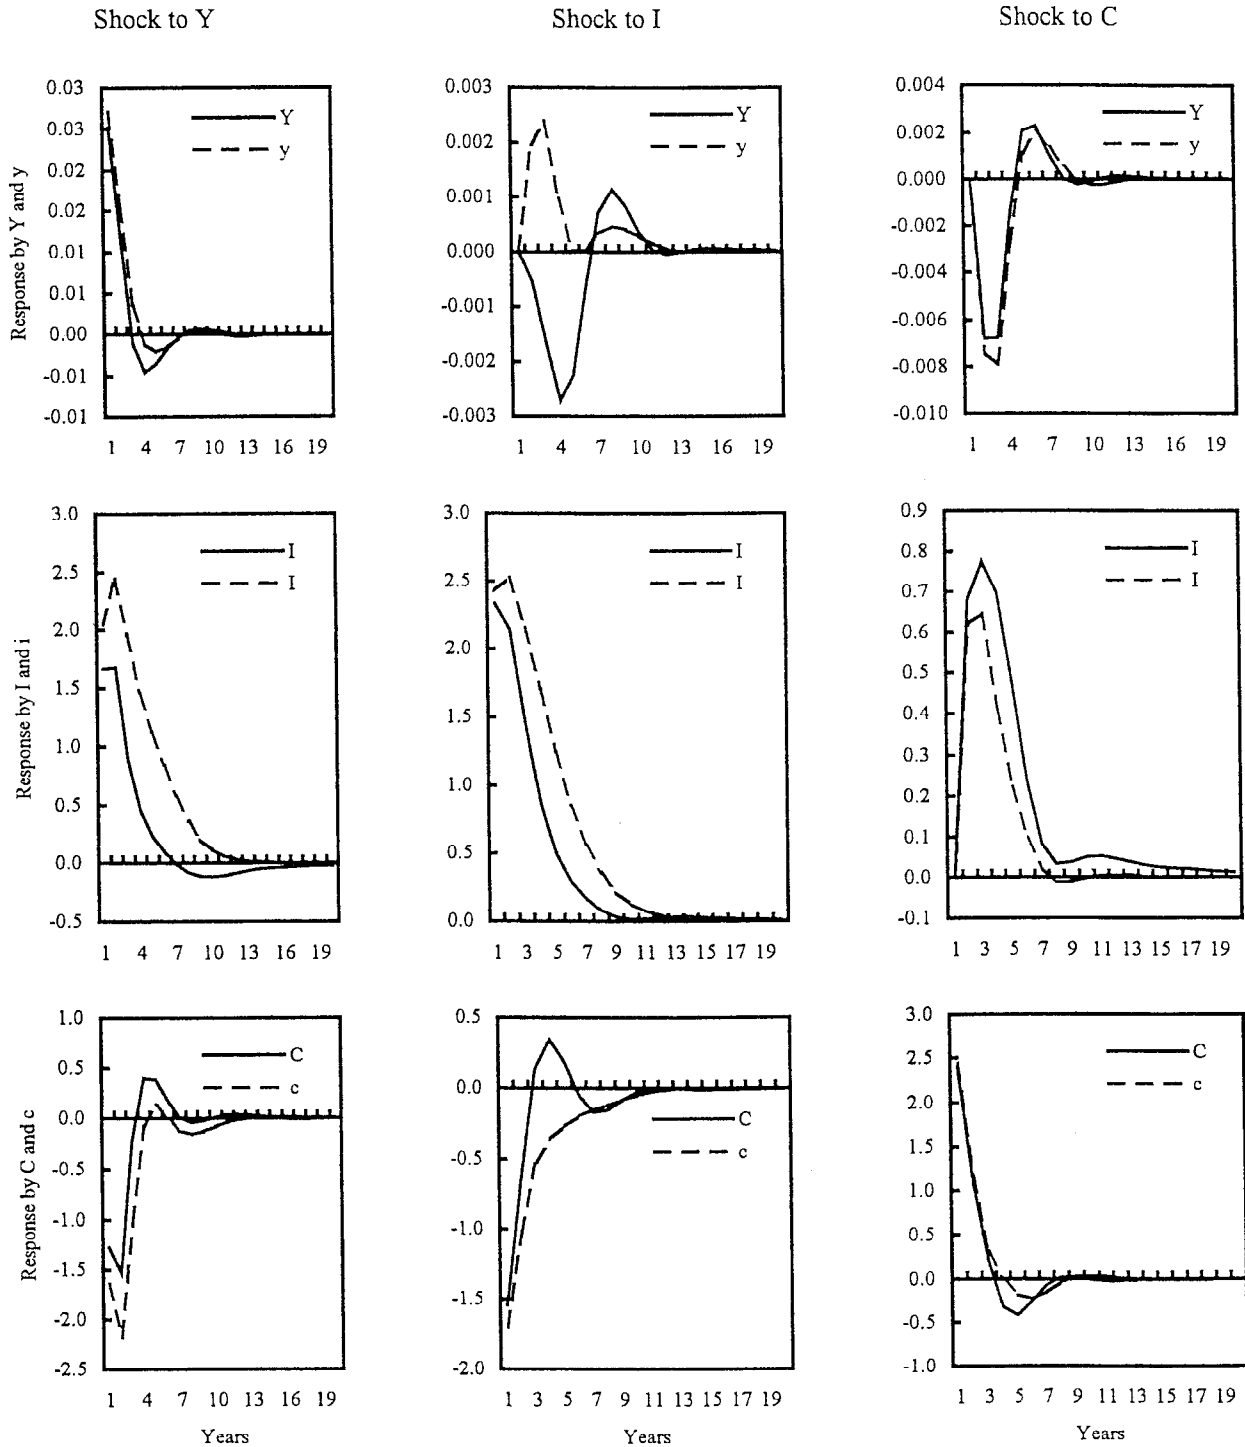 Shock to Y
Shock to I
Shock to C
Response by Y and y
0.03
0.03
0.02
0.02
0.01
0.01
0.00
-0.01
-0.01
Y
y
1 4 7 10 13 16 19
0.003
0.002
0.001
0.000
-0.001
-0.002
-0.003
Y
y
1 4 7 10 13 16 19
0.004
0.002
0.000
-0.002
-0.004
-0.006
-0.008
-0.010
Y
y
1 4 7 10 13 16 19
Response by I and i
3.0
2.5
2.0
1.5
1.0
0.5
0.0
-0.5
I
I
1 4 7 10 13 16 19
3.0
2.5
2.0
1.5
1.0
0.5
0.0
I
I
1 3 5 7 9 11 13 15 17 19
0.9
0.8
0.7
0.6
0.5
0.4
0.3
0.2
0.1
0.0
-0.1
I
I
1 3 5 7 9 11 13 15 17 19
Response by C and c
1.0
0.5
0.0
-0.5
-1.0
-1.5
-2.0
-2.5
C
c
1 4 7 10 13 16 19
Years
0.5
0.0
-0.5
-1.0
-1.5
-2.0
C
c
1 3 5 7 9 11 13 15 17 19
Years
3.0
2.5
2.0
1.5
1.0
0.5
0.0
-0.5
-1.0
C
c
1 3 5 7 9 11 13 15 17 19
Years